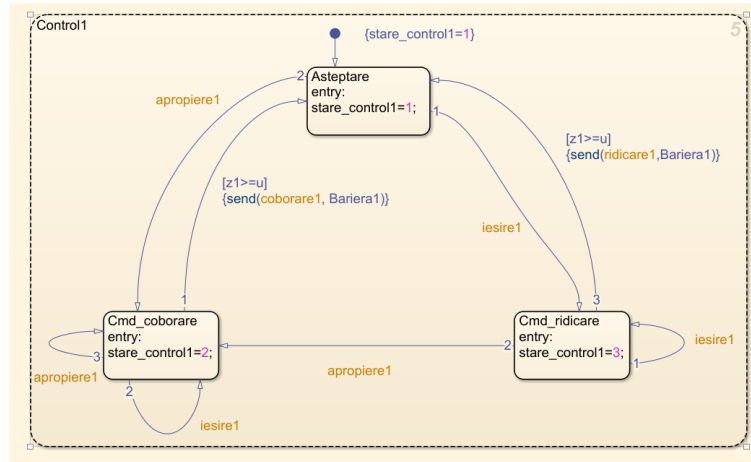 Control1
5
{stare_control1=1}
2
Asteptare
entry:
stare_control1=1;
1
apropiere1
[z1>=u]
{send(ridicare1,Bariera1)}
[z1>=u]
{send(coborare1, Bariera1)}
iesire1
1
3
Cmd_coborare
entry:
stare_control1=2;
3
2
Cmd_ridicare
entry:
stare_control1=3;
2
1
iesire1
apropiere1
apropiere1
iesire1